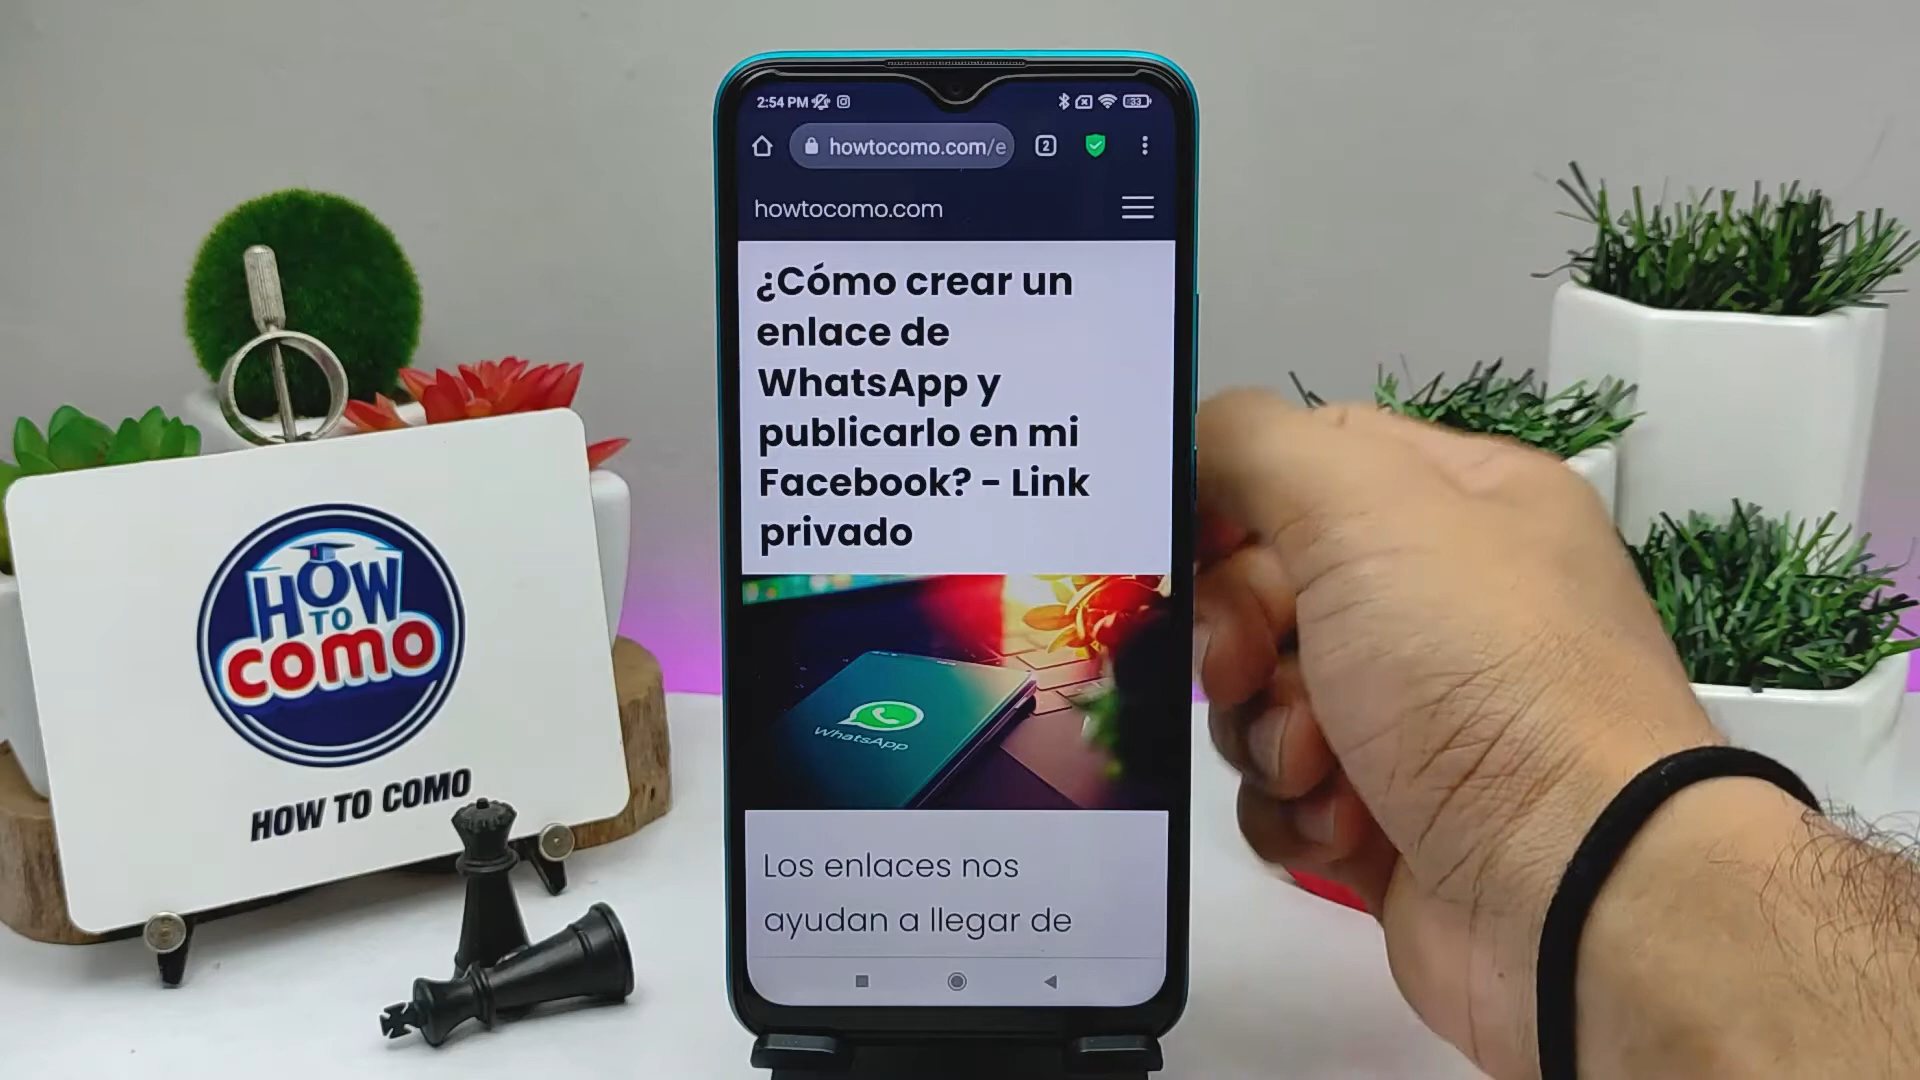 2:54 PM
33
howtocomo.com/e
2
howtocomo.com
¿Cómo crear un
enlace de
WhatsApp y
publicarlo en mi
Facebook? - Link
privado
WhatsApp
Los enlaces nos
ayudan a llegar de
HOW
TO
como
HOW TO COMO